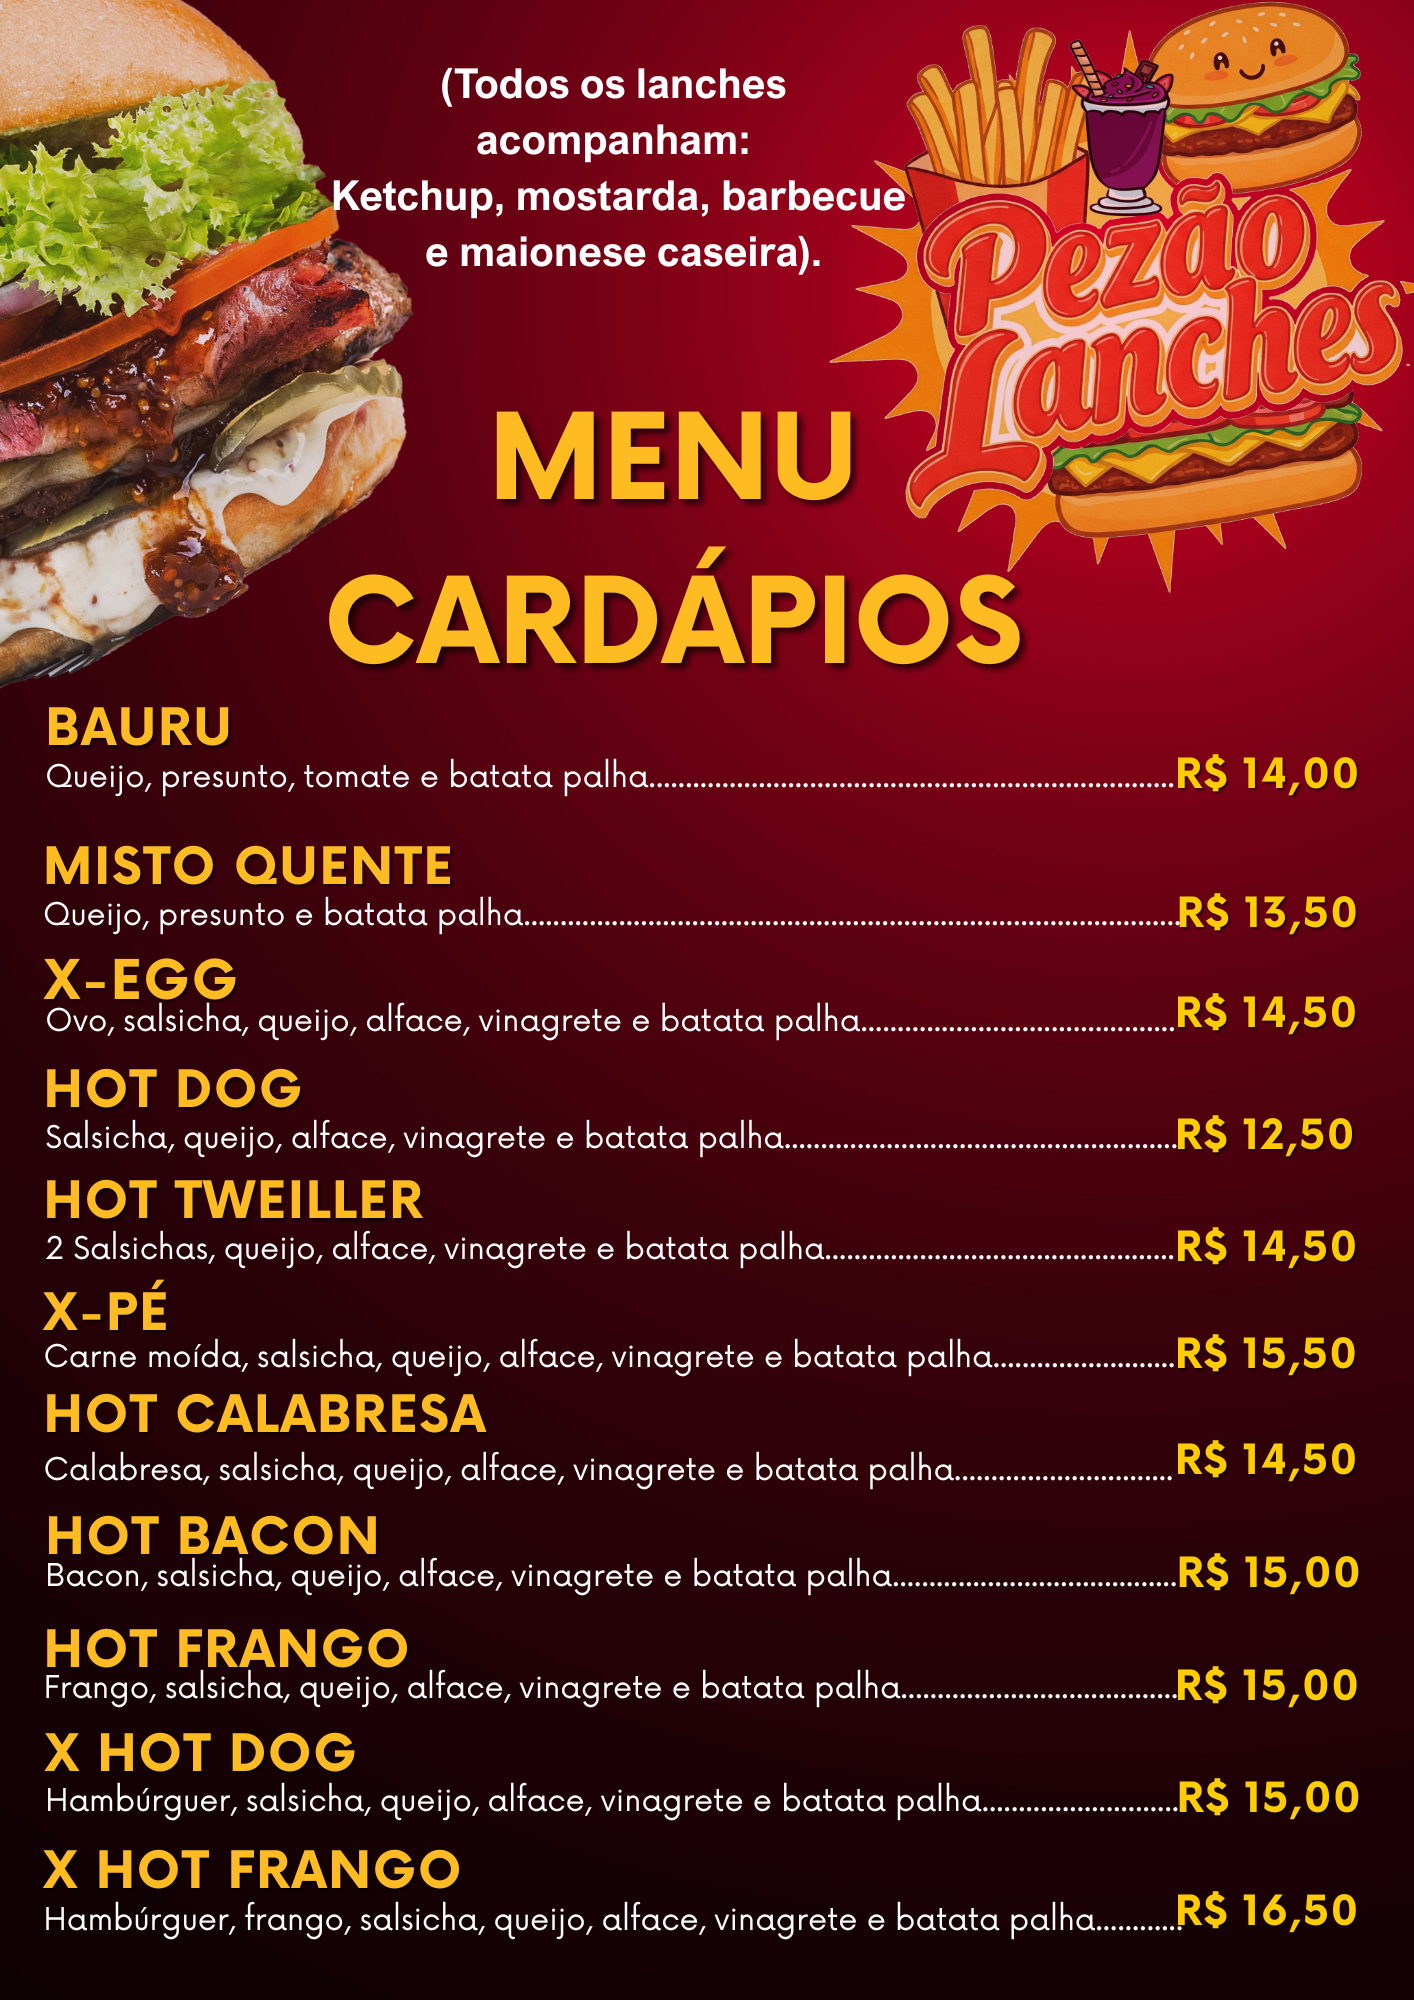 (Todos os lanches
acompanham:
Ketchup, mostarda, barbecue
e maionese caseira).
Pezão
Lanches
MENU
CARDÁPIOS
BAURU
Queijo, presunto, tomate e batata palha........................................................................R$ 14,00
MISTO QUENTE
Queijo, presunto e batata palha..........................................................................................R$ 13,50
X-EGG
Ovo, salsicha, queijo, alface, vinagrete e batata palha...........................................R$ 14,50
HOT DOG
Salsicha, queijo, alface, vinagrete e batata palha......................................................R$ 12,50
HOT TWEILLER
2 Salsichas, queijo, alface, vinagrete e batata palha................................................R$ 14,50
X-PÉ
Carne moída, salsicha, queijo, alface, vinagrete e batata palha.........................R$ 15,50
HOT CALABRESA
Calabresa, salsicha, queijo, alface, vinagrete e batata palha..............................R$ 14,50
HOT BACON
Bacon, salsicha, queijo, alface, vinagrete e batata palha.......................................R$ 15,00
HOT FRANGO
Frango, salsicha, queijo, alface, vinagrete e batata palha......................................R$ 15,00
X HOT DOG
Hambúrguer, salsicha, queijo, alface, vinagrete e batata palha...........................R$ 15,00
X HOT FRANGO
Hambúrguer, frango, salsicha, queijo, alface, vinagrete e batata palha............R$ 16,50